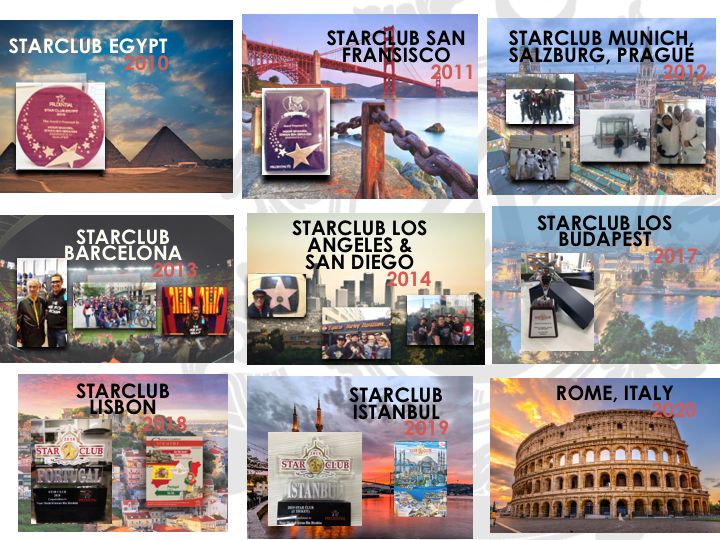 STARCLUB EGYPT
2010
PRUDENTIAL
STAR CLUB EGYPT
2010
STARCLUB SAN
FRANSISCO
2011
STARCLUB MUNICH,
SALZBURG, PRAGUE
2012
STARCLUB
BARCELONA
2013
STARCLUB LOS
ANGELES &
SAN DIEGO
2014
STARCLUB LOS
BUDAPEST
2017
STARCLUB
LISBON
2018
STAR CLUB
PORTUGAL
STARCLUB
ISTANBUL
2019
STAR CLUB
ISTANBUL
ROME, ITALY
2020